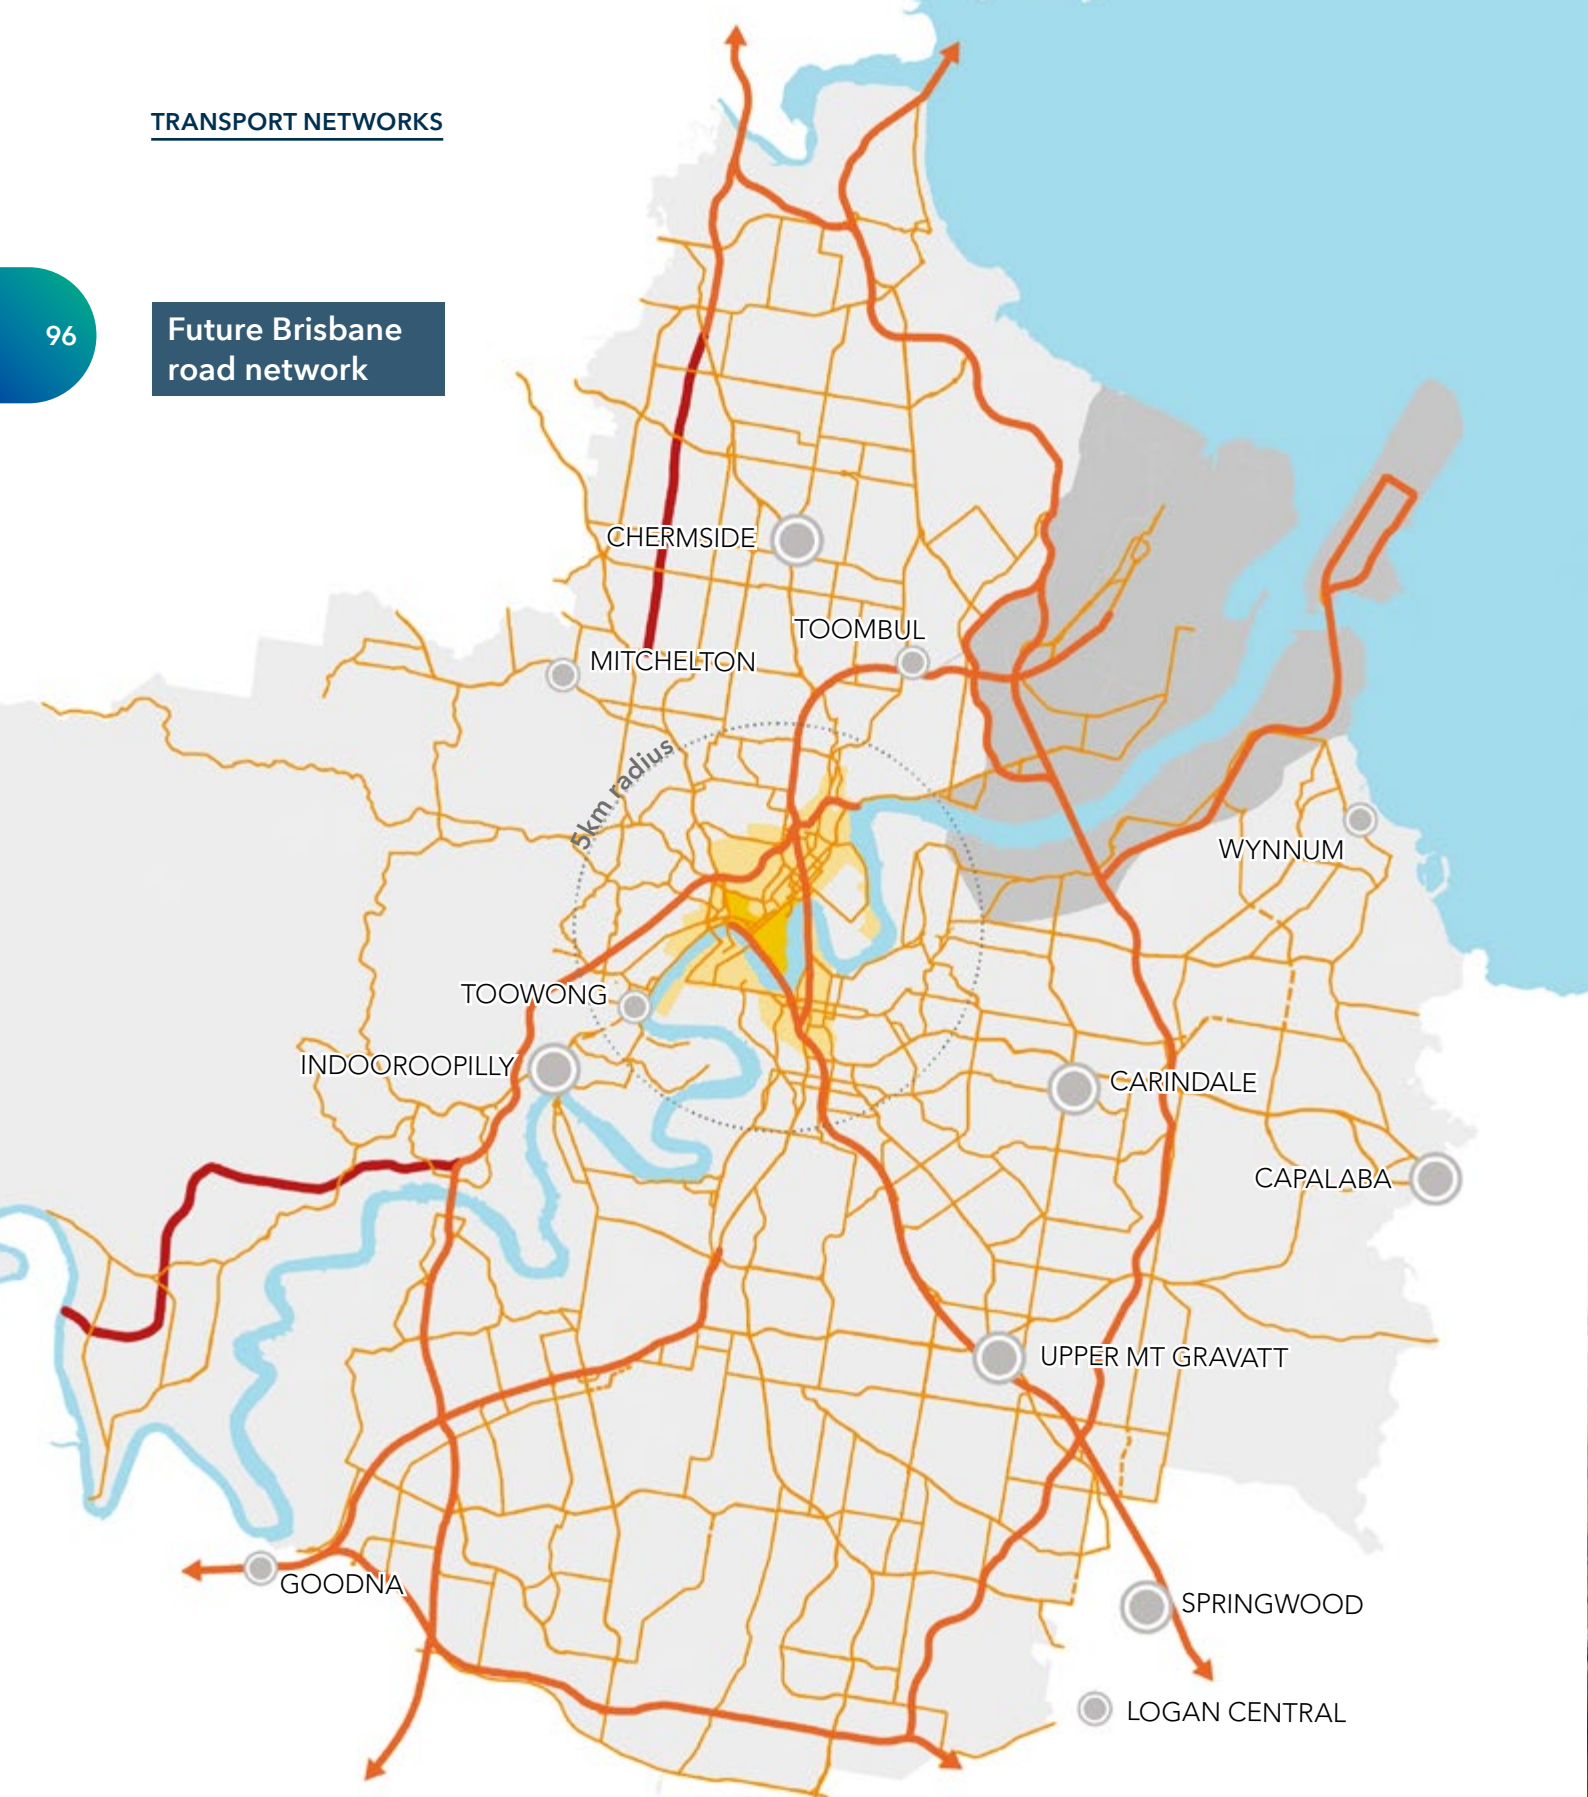 TRANSPORT NETWORKS
96
Future Brisbane
road network
CHERMSIDE
TOOMBUL
MITCHELTON
5km radius
WYNNUM
TOOWONG
INDOOROOPILLY
CARINDALE
CAPALABA
UPPER MT GRAVATT
GOODNA
SPRINGWOOD
LOGAN CENTRAL